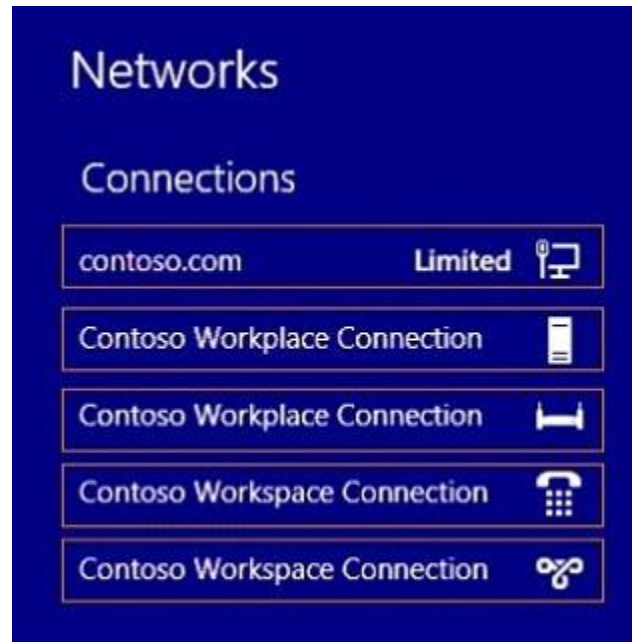 Networks
Connections
contoso.com Limited
Contoso Workplace Connection
Contoso Workplace Connection
Contoso Workspace Connection
Contoso Workspace Connection